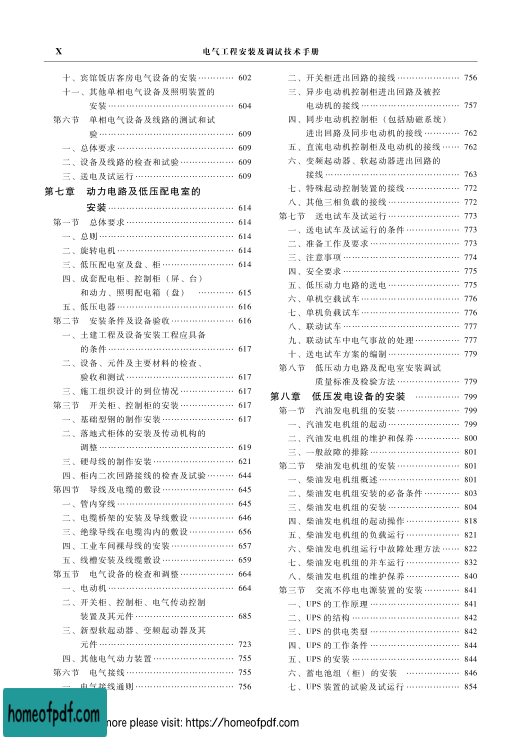 X
电气工程安装及调试技术手册
十、宾馆饭店客房电气设备的安装………… 602
十一、其他单相电气设备及照明装置的
安装………………………………… 604
第六节 单相电气设备及线路的测试和试
验……………………………………… 609
一、总体要求……………………………… 609
二、设备及线路的检查和试验…………… 609
三、送电及试运行………………………… 609
第七章 动力电路及低压配电室的
安装…………………………………… 614
第一节 总体要求…………………………… 614
一、总则…………………………………… 614
二、旋转电机……………………………… 614
三、低压配电室及盘、柜………………… 614
四、成套配电柜、控制柜（屏、台）
和动力、照明配电箱（盘） ………… 615
五、低压电器……………………………… 616
第二节 安装条件及设备验收……………… 616
一、土建工程及设备安装工程应具备
的条件………………………………… 617
二、设备、元件及主要材料的检查、
验收和测试…………………………… 617
三、施工组织设计的到位情况…………… 617
第三节 开关柜、控制柜的安装…………… 617
一、基础型钢的制作安装………………… 617
二、落地式柜体的安装及传动机构的
调整…………………………………… 619
三、硬母线的制作安装…………………… 621
四、柜内二次回路接线的检查及试验……… 644
第四节 导线及电缆的敷设………………… 645
一、管内穿线……………………………… 645
二、电缆桥架的安装及导线敷设………… 646
三、绝缘导线在电缆沟内的敷设………… 656
四、工业车间裸母线的安装……………… 657
五、线槽安装及线缆敷设………………… 659
第五节 电气设备的检查和调整…………… 664
一、电动机………………………………… 664
二、开关柜、控制柜、电气传动控制
装置及其元件………………………… 685
三、新型软起动器、变频起动器及其
元件…………………………………… 723
四、其他电气动力装置…………………… 755
第六节 电气接线…………………………… 755
一、电气接线通则………………………… 756
二、开关柜进出回路的接线……………… 756
三、异步电动机控制柜进出回路及被控
电动机的接线………………………… 757
四、同步电动机控制柜（包括励磁系统）
进出回路及同步电动机的接线………… 762
五、直流电动机控制柜及电动机的接线…… 762
六、变频起动器、软起动器进出回路的
接线…………………………………… 763
七、特殊起动控制装置的接线…………… 772
八、其他三相负载的接线………………… 772
第七节 送电试车及试运行………………… 773
一、送电试车及试运行的条件…………… 773
二、准备工作及要求……………………… 773
三、注意事项……………………………… 774
四、安全要求……………………………… 775
五、低压动力电路的送电………………… 775
六、单机空载试车………………………… 776
七、单机负载试车………………………… 776
八、联动试车……………………………… 777
九、联动试车中电气事故的处理………… 777
十、送电试车方案的编制………………… 779
第八节 低压动力电路及配电室安装调试
质量标准及检验方法………………… 779
第八章 低压发电设备的安装 ………… 799
第一节 汽油发电机组的安装……………… 799
一、汽油发电机组的起动………………… 799
二、汽油发电机组的维护和保养………… 800
三、一般故障的排除……………………… 801
第二节 柴油发电机组的安装……………… 801
一、柴油发电机组概述…………………… 801
二、柴油发电机组安装的必备条件……… 803
三、柴油发电机组的安装………………… 804
四、柴油发电机组的起动操作…………… 818
五、柴油发电机组的负载运行…………… 821
六、柴油发电机组运行中故障处理方法…… 822
七、柴油发电机组的并车运行…………… 832
八、柴油发电机组的维护保养…………… 840
第三节 交流不停电电源装置的安装……… 841
一、UPS 的工作原理……………………… 841
二、UPS 的结构…………………………… 842
三、UPS 的供电类型……………………… 842
四、UPS 的工作条件……………………… 844
五、UPS 的安装…………………………… 844
六、蓄电池组（柜）的安装 …………… 846
七、UPS 装置的试验及试运行…………… 854
homeofpdf.com
more please visit: https://homeofpdf.com